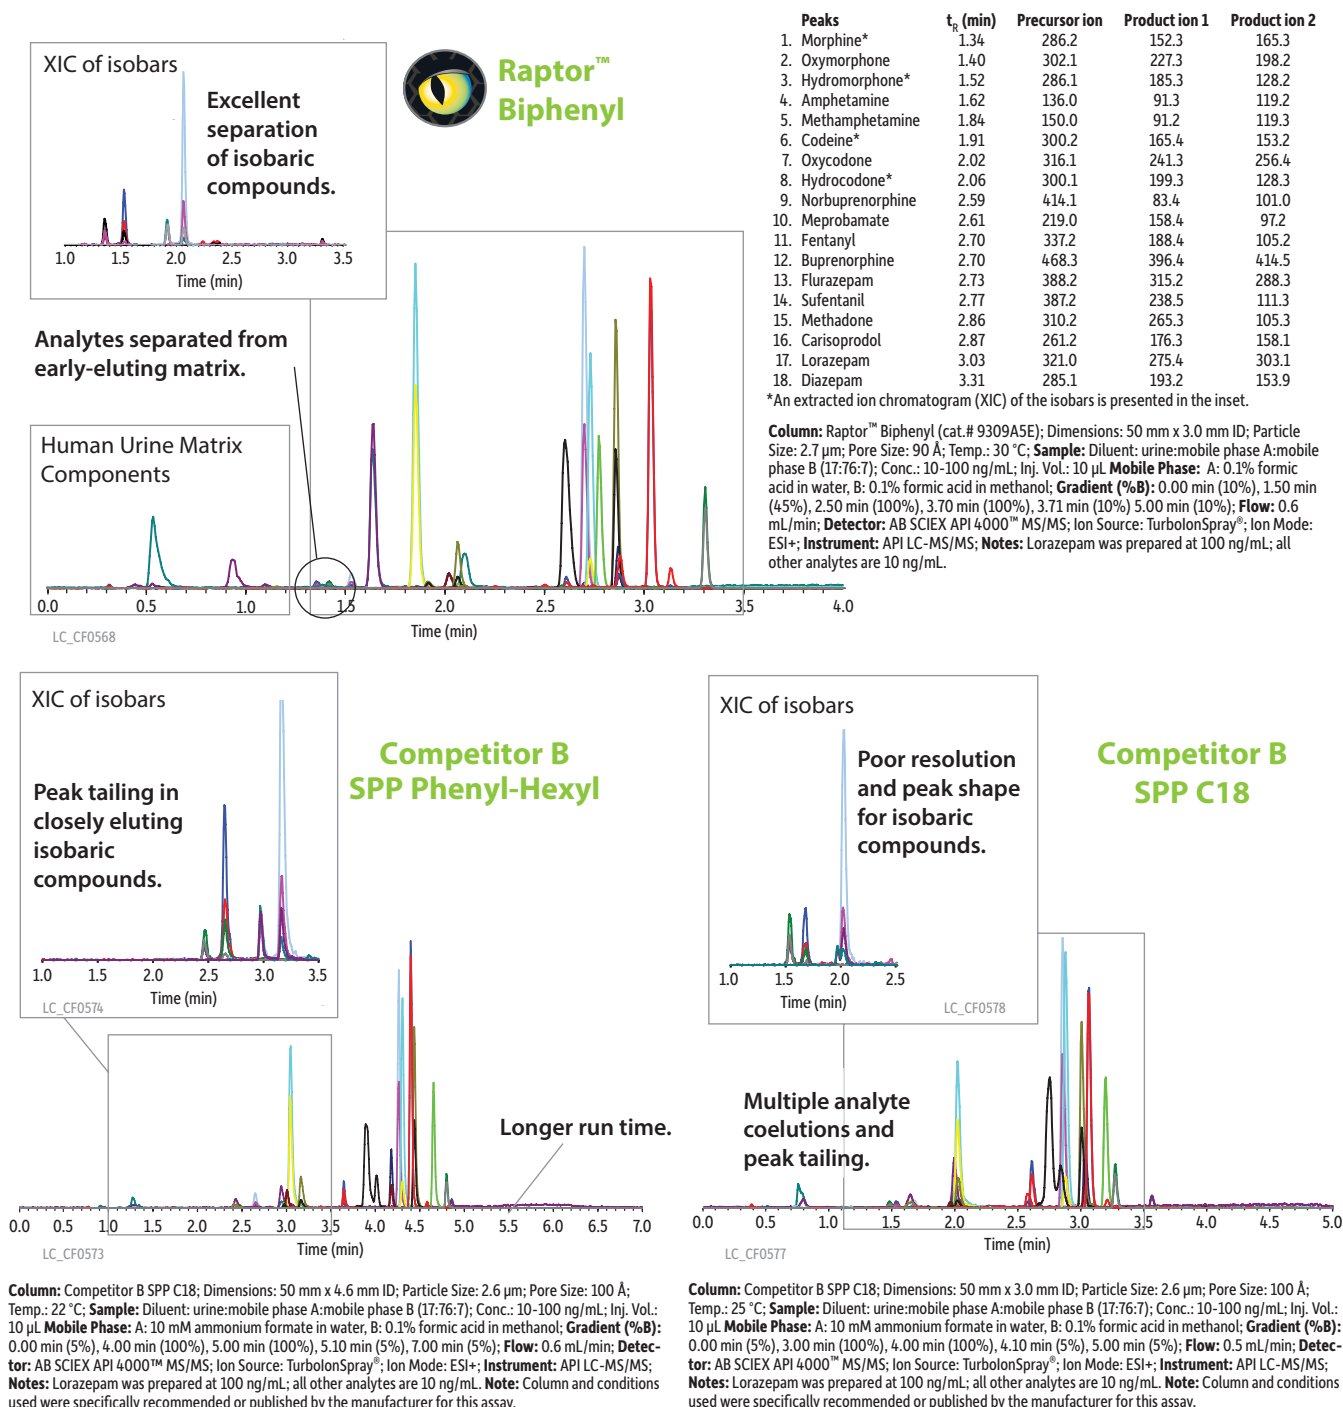 XIC of isobars
Excellent
separation
of isobaric
compounds.
1.0 1.5 2.0 2.5 3.0 3.5
Time (min)
Raptor™
Biphenyl
Analytes separated from
early-eluting matrix.
Human Urine Matrix
Components
0.0 0.5 1.0 1.5 2.0 2.5 3.0 3.5 4.0
Time (min)
LC_CF0568
Peaks tR (min) Precursor ion Product ion 1 Product ion 2
1. Morphine* 1.34 286.2 152.3 165.3
2. Oxymorphone 1.40 302.1 227.3 198.2
3. Hydromorphone* 1.52 286.1 185.3 128.2
4. Amphetamine 1.62 136.0 91.3 119.2
5. Methamphetamine 1.84 150.0 91.2 119.3
6. Codeine* 1.91 300.2 165.4 153.2
7. Oxycodone 2.02 316.1 241.3 256.4
8. Hydrocodone* 2.06 300.1 199.3 128.3
9. Norbuprenorphine 2.59 414.1 83.4 101.0
10. Meprobamate 2.61 219.0 158.4 97.2
11. Fentanyl 2.70 337.2 188.4 105.2
12. Buprenorphine 2.70 468.3 396.4 414.5
13. Flurazepam 2.73 388.2 315.2 288.3
14. Sufentanil 2.77 387.2 238.5 111.3
15. Methadone 2.86 310.2 265.3 105.3
16. Carisoprodol 2.87 261.2 176.3 158.1
17. Lorazepam 3.03 321.0 275.4 303.1
18. Diazepam 3.31 285.1 193.2 153.9
*An extracted ion chromatogram (XIC) of the isobars is presented in the inset.
Column: Raptor™ Biphenyl (cat.# 9309A5E); Dimensions: 50 mm x 3.0 mm ID; Particle
Size: 2.7 µm; Pore Size: 90 Å; Temp.: 30 °C; Sample: Diluent: urine:mobile phase A:mobile
phase B (17:76:7); Conc.: 10-100 ng/mL; Inj. Vol.: 10 µL Mobile Phase: A: 0.1% formic
acid in water, B: 0.1% formic acid in methanol; Gradient (%B): 0.00 min (10%), 1.50 min
(45%), 2.50 min (100%), 3.70 min (100%), 3.71 min (10%) 5.00 min (10%); Flow: 0.6
mL/min; Detector: AB SCIEX API 4000™ MS/MS; Ion Source: TurboIonSpray®; Ion Mode:
ESI+; Instrument: API LC-MS/MS; Notes: Lorazepam was prepared at 100 ng/mL; all
other analytes are 10 ng/mL.
XIC of isobars
Peak tailing in
closely eluting
isobaric
compounds.
1.0 1.5 2.0 2.5 3.0 3.5
Time (min)
LC_CF0574
Competitor B
SPP Phenyl-Hexyl
Longer run time.
0.0 0.5 1.0 1.5 2.0 2.5 3.0 3.5 4.0 4.5 5.0 5.5 6.0 6.5 7.0
Time (min)
LC_CF0573
Column: Competitor B SPP C18; Dimensions: 50 mm x 4.6 mm ID; Particle Size: 2.6 µm; Pore Size: 100 Å;
Temp.: 22 °C; Sample: Diluent: urine:mobile phase A:mobile phase B (17:76:7); Conc.: 10-100 ng/mL; Inj. Vol.:
10 µL Mobile Phase: A: 10 mM ammonium formate in water, B: 0.1% formic acid in methanol; Gradient (%B):
0.00 min (5%), 4.00 min (100%), 5.00 min (100%), 5.10 min (5%), 7.00 min (5%); Flow: 0.6 mL/min; Detec-
tor: AB SCIEX API 4000™ MS/MS; Ion Source: TurboIonSpray®; Ion Mode: ESI+; Instrument: API LC-MS/MS;
Notes: Lorazepam was prepared at 100 ng/mL; all other analytes are 10 ng/mL. Note: Column and conditions
used were specifically recommended or published by the manufacturer for this assay.
XIC of isobars
Poor resolution
and peak shape
for isobaric
compounds.
1.0 1.5 2.0 2.5
Time (min)
LC_CF0578
Competitor B
SPP C18
Multiple analyte
coelutions and
peak tailing.
0.0 0.5 1.0 1.5 2.0 2.5 3.0 3.5 4.0 4.5 5.0
Time (min)
LC_CF0577
Column: Competitor B SPP C18; Dimensions: 50 mm x 3.0 mm ID; Particle Size: 2.6 µm; Pore Size: 100 Å;
Temp.: 25 °C; Sample: Diluent: urine:mobile phase A:mobile phase B (17:76:7); Conc.: 10-100 ng/mL; Inj. Vol.:
10 µL Mobile Phase: A: 10 mM ammonium formate in water, B: 0.1% formic acid in methanol; Gradient (%B):
0.00 min (5%), 3.00 min (100%), 4.00 min (100%), 4.10 min (5%), 5.00 min (5%); Flow: 0.5 mL/min; Detec-
tor: AB SCIEX API 4000™ MS/MS; Ion Source: TurboIonSpray®; Ion Mode: ESI+; Instrument: API LC-MS/MS;
Notes: Lorazepam was prepared at 100 ng/mL; all other analytes are 10 ng/mL. Note: Column and conditions
used were specifically recommended or published by the manufacturer for this assay.